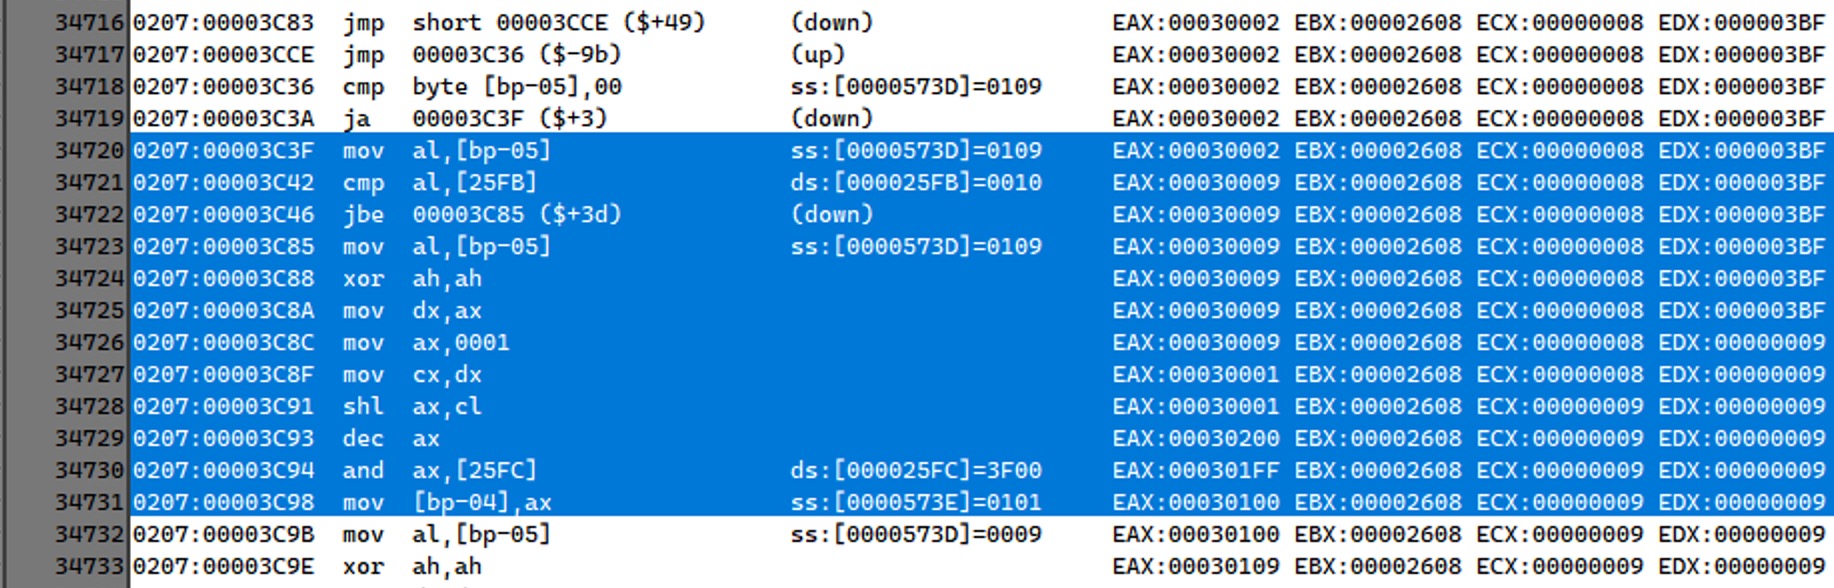 34716 0207:00003C83 jmp short 00003CCE ($+49) (down) EAX:00030002 EBX:00002608 ECX:00000008 EDX:000003BF
34717 0207:00003CCE jmp 00003C36 ($-9b) (up) EAX:00030002 EBX:00002608 ECX:00000008 EDX:000003BF
34718 0207:00003C36 cmp byte [bp-05],00 ss:[0000573D]=0109 EAX:00030002 EBX:00002608 ECX:00000008 EDX:000003BF
34719 0207:00003C3A ja 00003C3F ($+3) (down) EAX:00030002 EBX:00002608 ECX:00000008 EDX:000003BF
34720 0207:00003C3F mov al,[bp-05] ss:[0000573D]=0109 EAX:00030002 EBX:00002608 ECX:00000008 EDX:000003BF
34721 0207:00003C42 cmp al,[25FB] ds:[000025FB]=0010 EAX:00030009 EBX:00002608 ECX:00000008 EDX:000003BF
34722 0207:00003C46 jbe 00003C85 ($+3d) (down) EAX:00030009 EBX:00002608 ECX:00000008 EDX:000003BF
34723 0207:00003C85 mov al,[bp-05] ss:[0000573D]=0109 EAX:00030009 EBX:00002608 ECX:00000008 EDX:000003BF
34724 0207:00003C88 xor ah,ah EAX:00030009 EBX:00002608 ECX:00000008 EDX:000003BF
34725 0207:00003C8A mov dx,ax EAX:00030009 EBX:00002608 ECX:00000008 EDX:000003BF
34726 0207:00003C8C mov ax,0001 EAX:00030009 EBX:00002608 ECX:00000008 EDX:00000009
34727 0207:00003C8F mov cx,dx EAX:00030001 EBX:00002608 ECX:00000008 EDX:00000009
34728 0207:00003C91 shl ax,cl EAX:00030001 EBX:00002608 ECX:00000009 EDX:00000009
34729 0207:00003C93 dec ax EAX:00030200 EBX:00002608 ECX:00000009 EDX:00000009
34730 0207:00003C94 and ax,[25FC] ds:[000025FC]=3F00 EAX:000301FF EBX:00002608 ECX:00000009 EDX:00000009
34731 0207:00003C98 mov [bp-04],ax ss:[0000573E]=0101 EAX:00030100 EBX:00002608 ECX:00000009 EDX:00000009
34732 0207:00003C9B mov al,[bp-05] ss:[0000573D]=0009 EAX:00030100 EBX:00002608 ECX:00000009 EDX:00000009
34733 0207:00003C9E xor ah,ah EAX:00030109 EBX:00002608 ECX:00000009 EDX:00000009